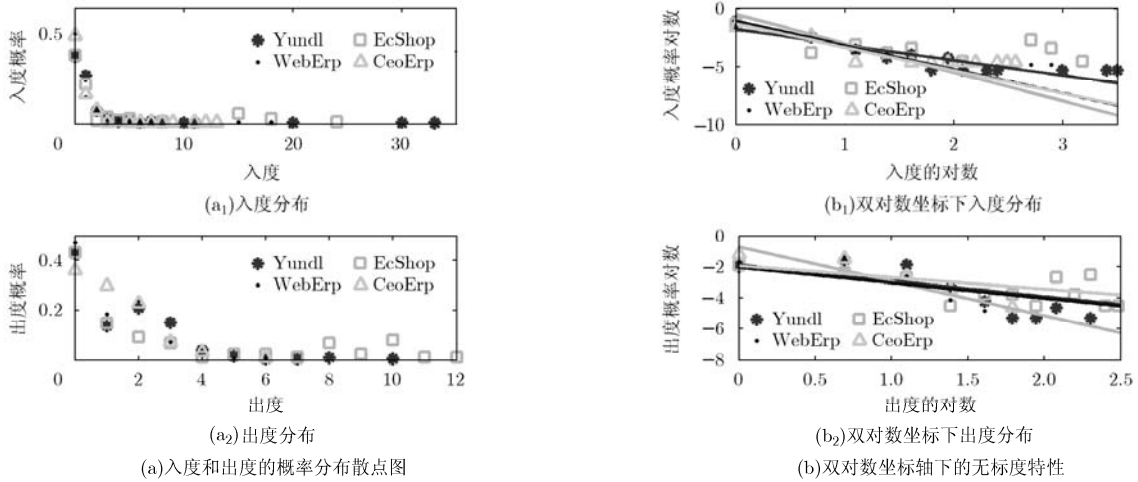 入度概率
0.5
0
10
20
30
Yundl
EcShop
WebErp
CeoErp
入度
(a₁)入度分布
入度概率对数
0
−5
−10
0
1
2
3
Yundl
EcShop
WebErp
CeoErp
入度的对数
(b₁)双对数坐标下入度分布
出度概率
0.4
0.2
0
2
4
6
8
10
12
Yundl
EcShop
WebErp
CeoErp
出度
(a₂)出度分布
(a)入度和出度的概率分布散点图
出度概率对数
0
−2
−4
−6
−8
0
0.5
1.0
1.5
2.0
2.5
Yundl
EcShop
WebErp
CeoErp
出度的对数
(b₂)双对数坐标下出度分布
(b)双对数坐标轴下的无标度特性